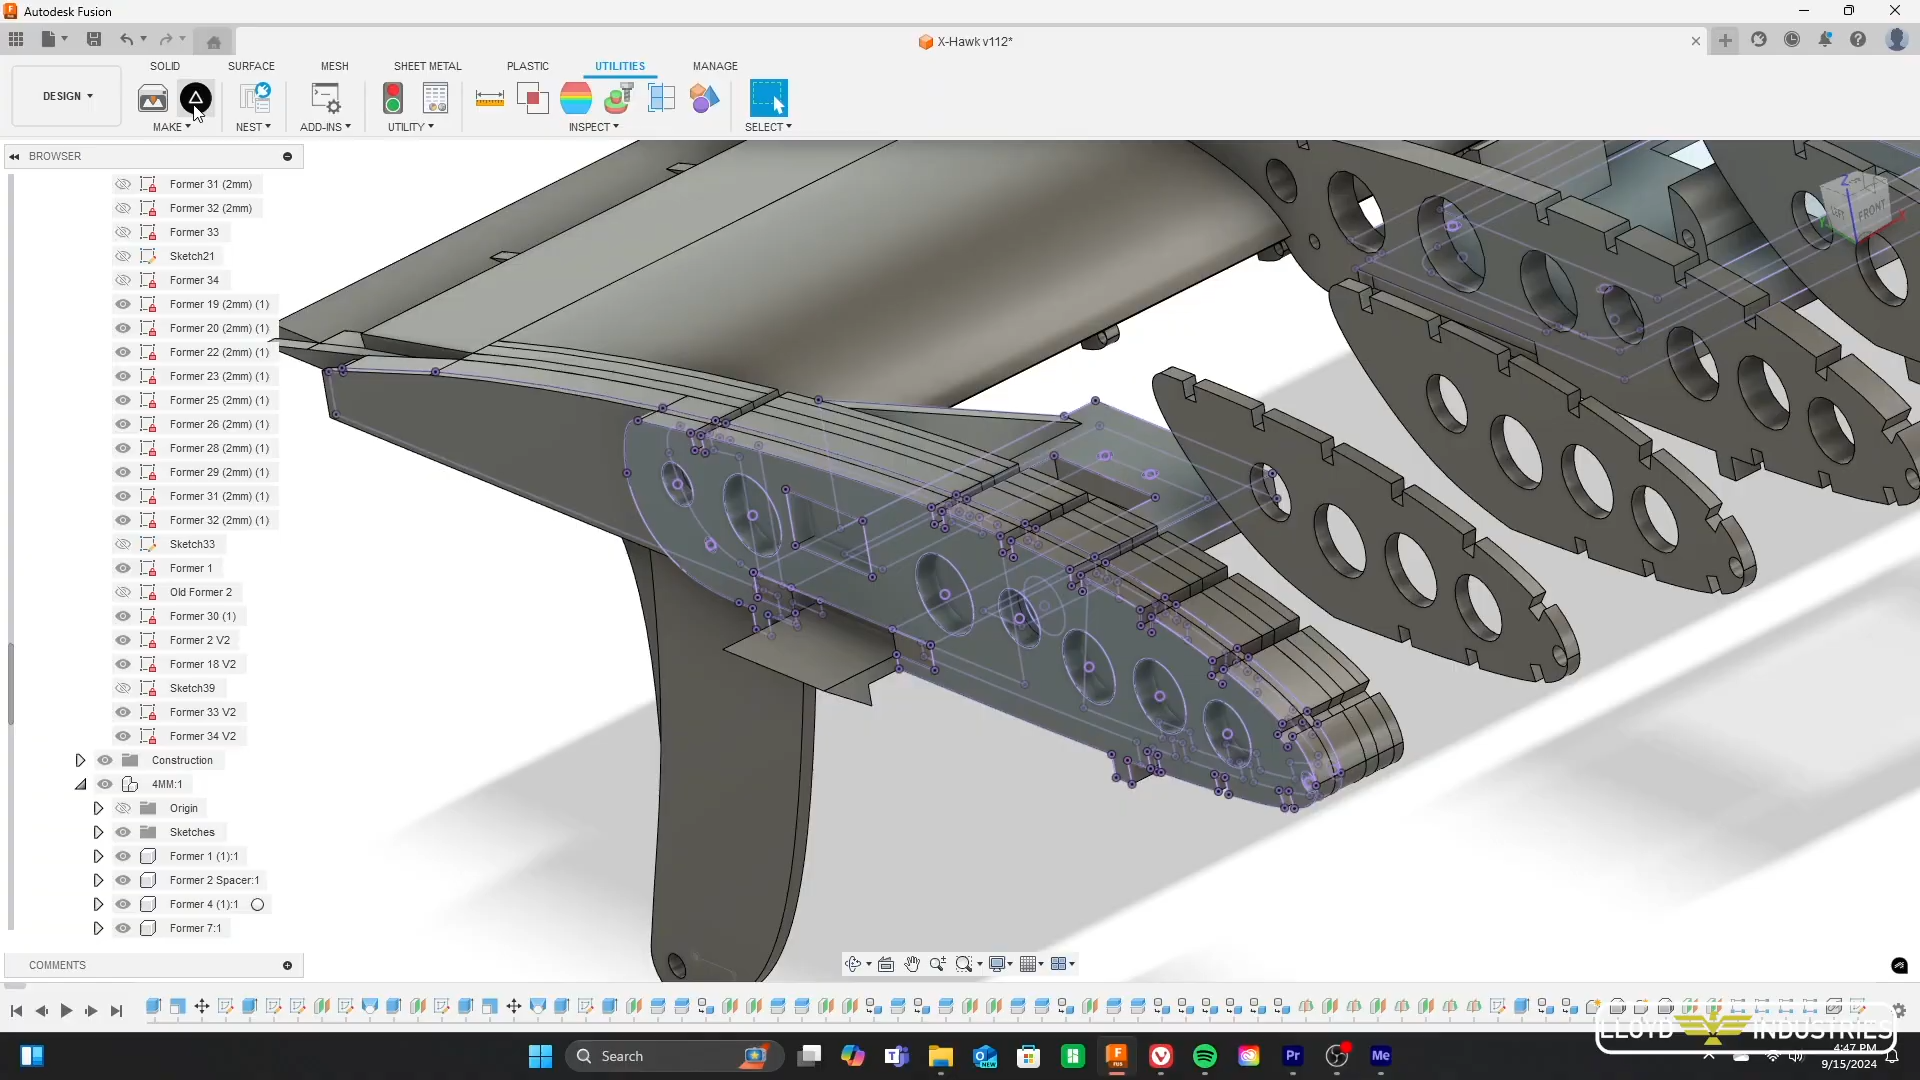 Autodesk Fusion
X-Hawk v112*
SOLID
SURFACE
MESH
SHEET METAL
PLASTIC
UTILITIES
MANAGE
DESIGN
MAKE
NEST
ADD-INS
UTILITY
INSPECT
SELECT
BROWSER
Former 31 (2mm)
Former 32 (2mm)
Former 33
Sketch21
Former 34
Former 19 (2mm) (1)
Former 20 (2mm) (1)
Former 22 (2mm) (1)
Former 23 (2mm) (1)
Former 25 (2mm) (1)
Former 26 (2mm) (1)
Former 28 (2mm) (1)
Former 29 (2mm) (1)
Former 31 (2mm) (1)
Former 32 (2mm) (1)
Sketch33
Former 1
Old Former 2
Former 30 (1)
Former 2 V2
Former 18 V2
Sketch39
Former 33 V2
Former 34 V2
Construction
4MM:1
Origin
Sketches
Former 1 (1):1
Former 2 Spacer:1
Former 4 (1):1
Former 7:1
COMMENTS
Z
LEFT
FRONT
LLOYD INDUSTRIES
Search
4:47 PM
9/15/2024